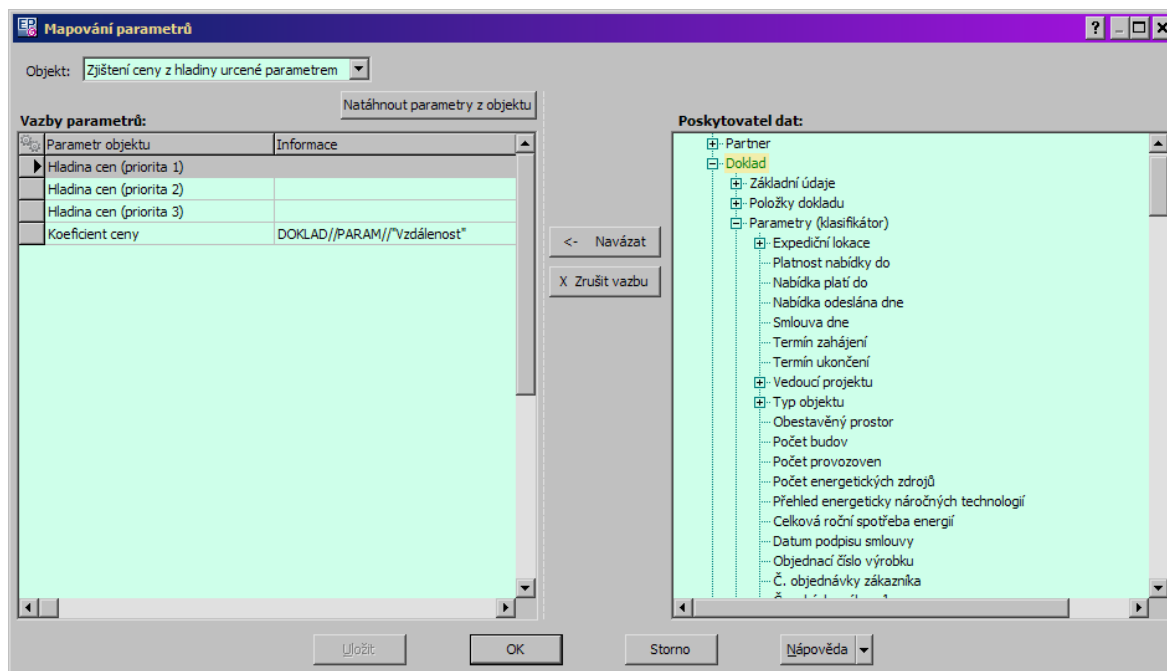 Mapování parametrů
Objekt: Zjištění ceny z hladiny urcené parametrem
Natáhnout parametry z objektu
Vazby parametrů:
Parametr objektu Informace
Hladina cen (priorita 1)
Hladina cen (priorita 2)
Hladina cen (priorita 3)
Koeficient ceny DOKLAD//PARAM//"Vzdálenost"
<- Navázat
X Zrušit vazbu
Poskytovatel dat:
Partner
Doklad
Základní údaje
Položky dokladu
Parametry (klasifikátor)
Expediční lokace
Platnost nabídky do
Nabídka platí do
Nabídka odeslána dne
Smlouva dne
Termín zahájení
Termín ukončení
Vedoucí projektu
Typ objektu
Obestavěný prostor
Počet budov
Počet provozoven
Počet energetických zdrojů
Přehled energeticky náročných technologií
Celková roční spotřeba energií
Datum podpisu smlouvy
Objednací číslo výrobku
Č. objednávky zákazníka
Uložit
OK
Storno
Nápověda